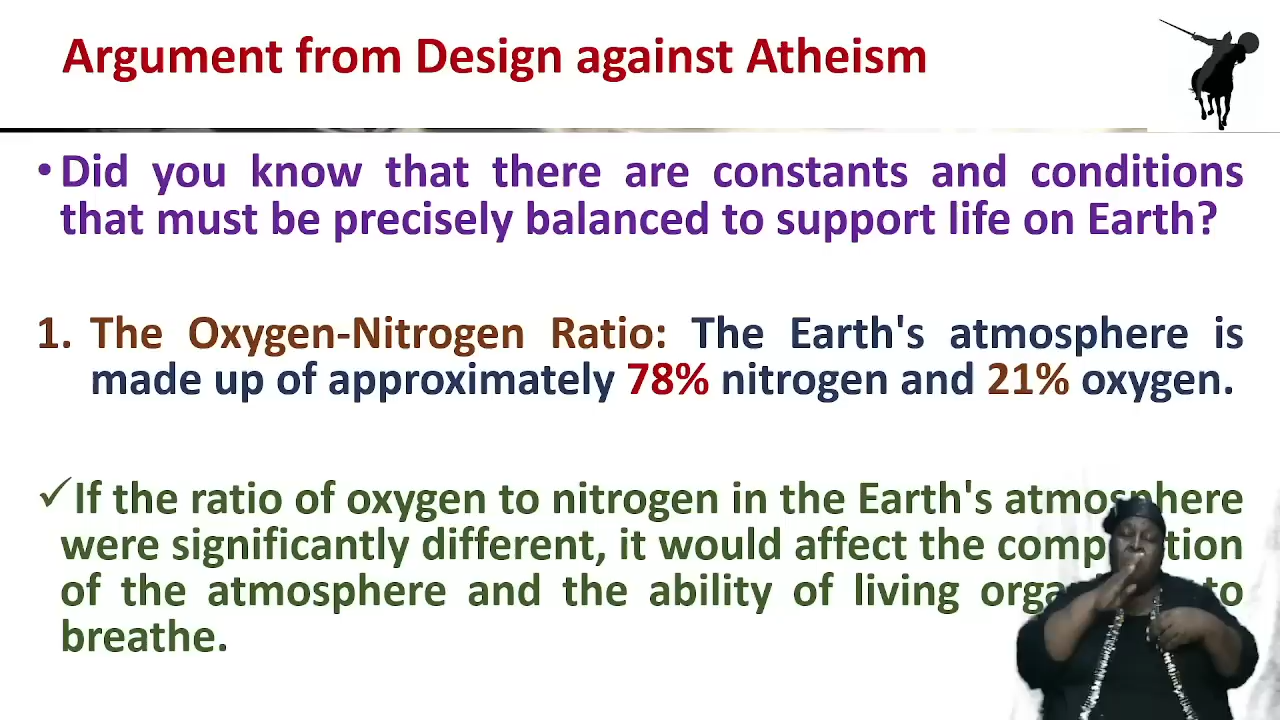 Argument from Design against Atheism
• Did you know that there are constants and conditions
that must be precisely balanced to support life on Earth?
1. The Oxygen-Nitrogen Ratio: The Earth's atmosphere is
made up of approximately 78% nitrogen and 21% oxygen.
✓If the ratio of oxygen to nitrogen in the Earth's atmosphere
were significantly different, it would affect the
of the atmosphere and the ability of living to
breathe.